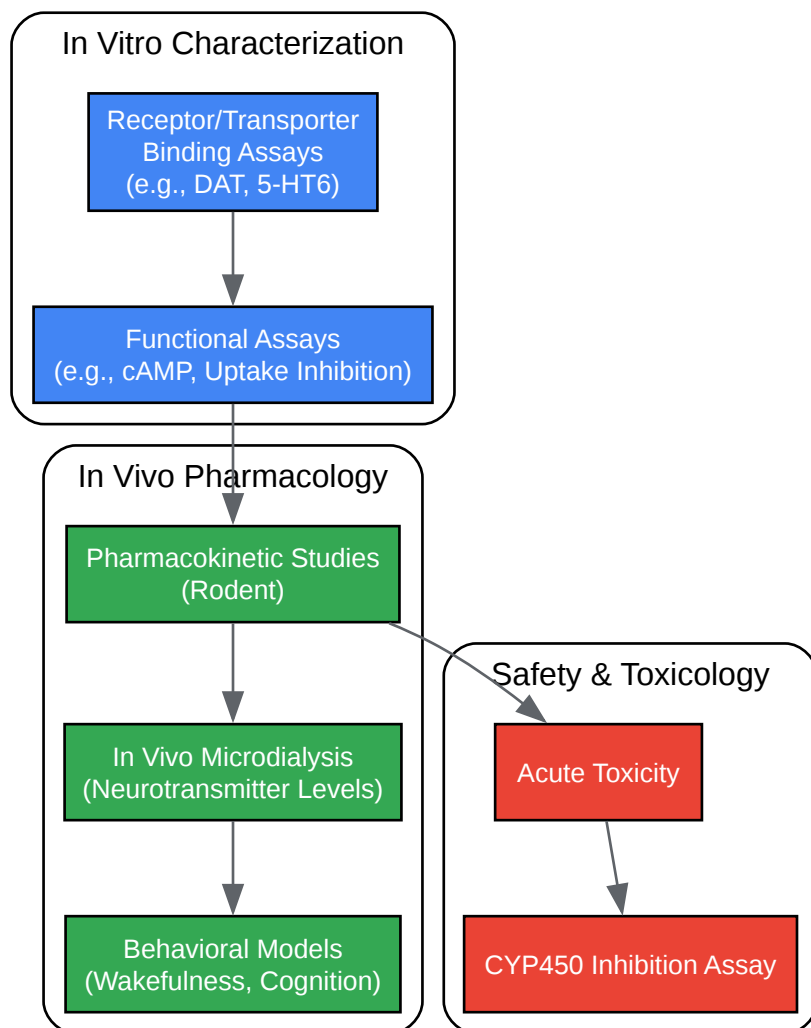 In Vitro Characterization
Receptor/Transporter
Binding Assays
(e.g., DAT, 5-HT6)
Functional Assays
(e.g., cAMP, Uptake Inhibition)
In Vivo Pharmacology
Pharmacokinetic Studies
(Rodent)
Safety & Toxicology
In Vivo Microdialysis
(Neurotransmitter Levels)
Acute Toxicity
Behavioral Models
(Wakefulness, Cognition)
CYP450 Inhibition Assay